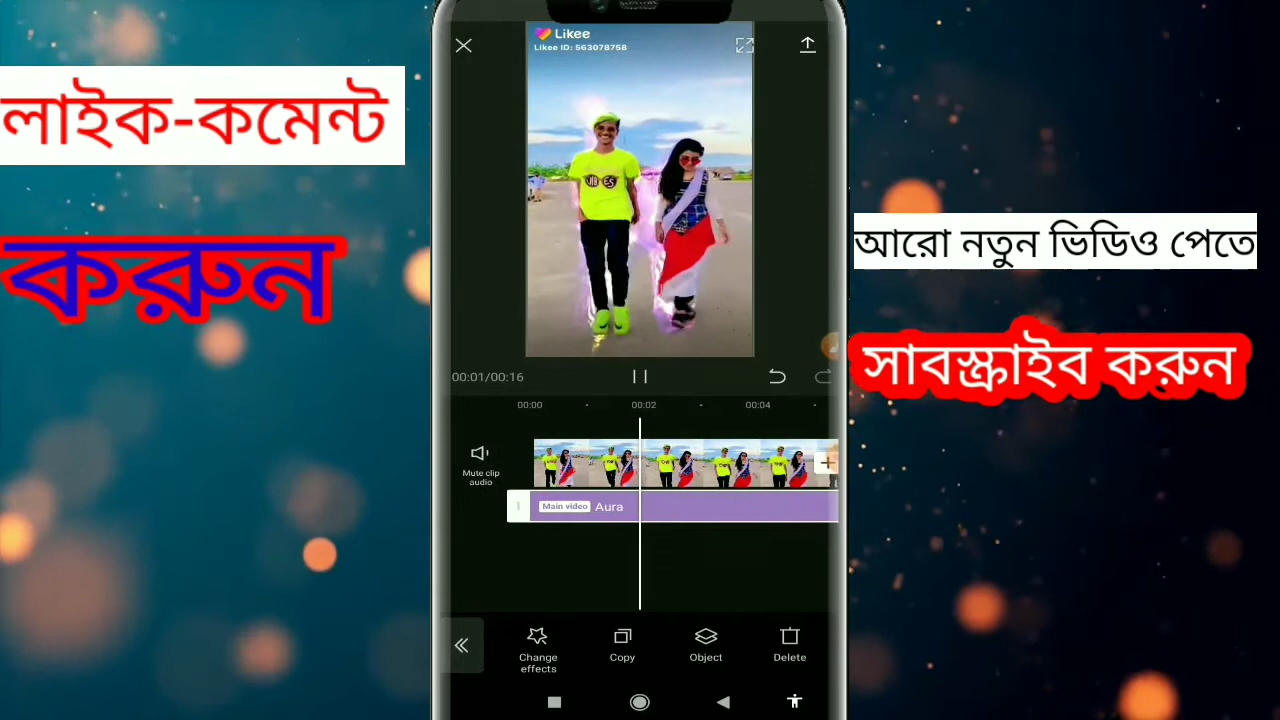 লাইক-কমেন্ট
করুন
Likee
Likee ID: 563078758
00:01/00:16
00:00
00:02
00:04
Mute clip
audio
Main video
Aura
Change
effects
Copy
Object
Delete
আরো নতুন ভিডিও পেতে
সাবস্ক্রাইব করুন